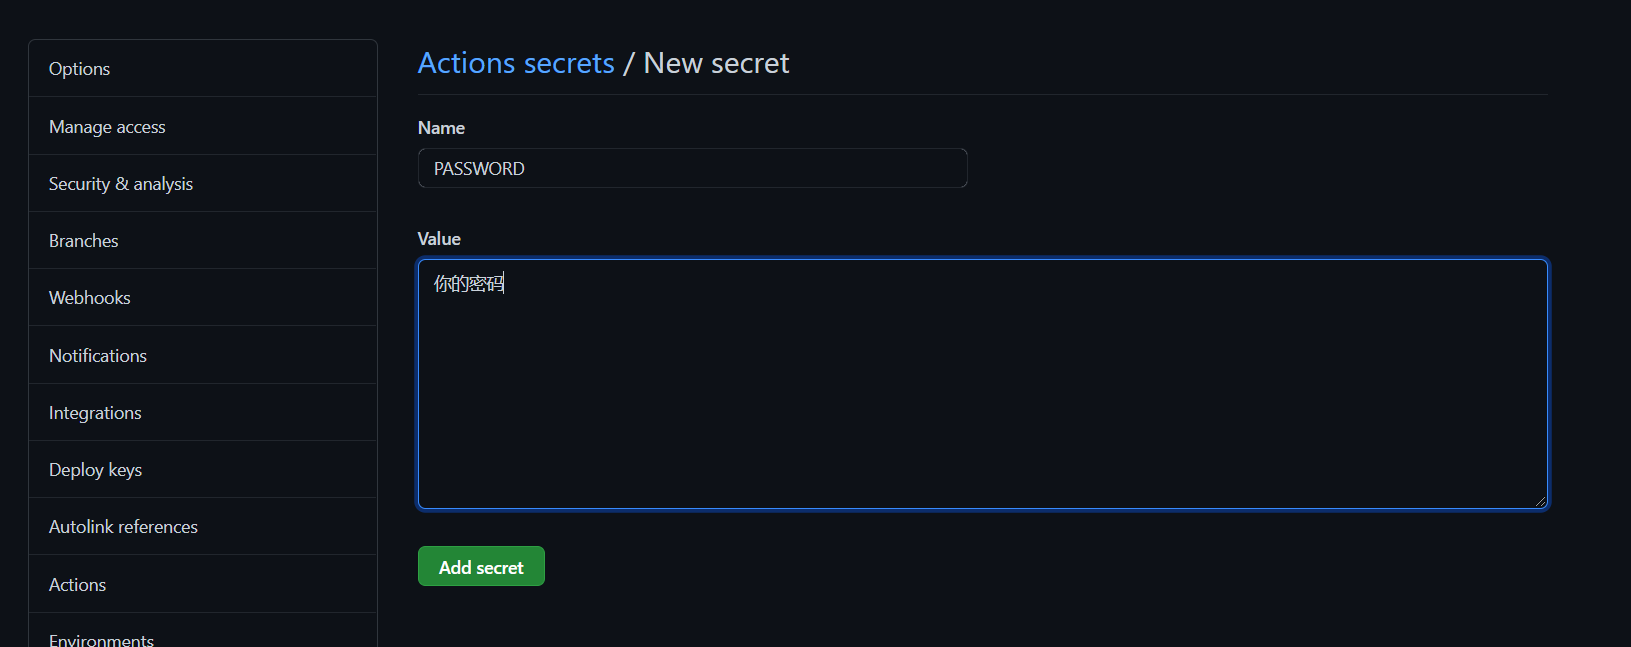 Options
Manage access
Security & analysis
Branches
Webhooks
Notifications
Integrations
Deploy keys
Autolink references
Actions
Environments
Actions secrets / New secret
Name
PASSWORD
Value
你的密码
Add secret